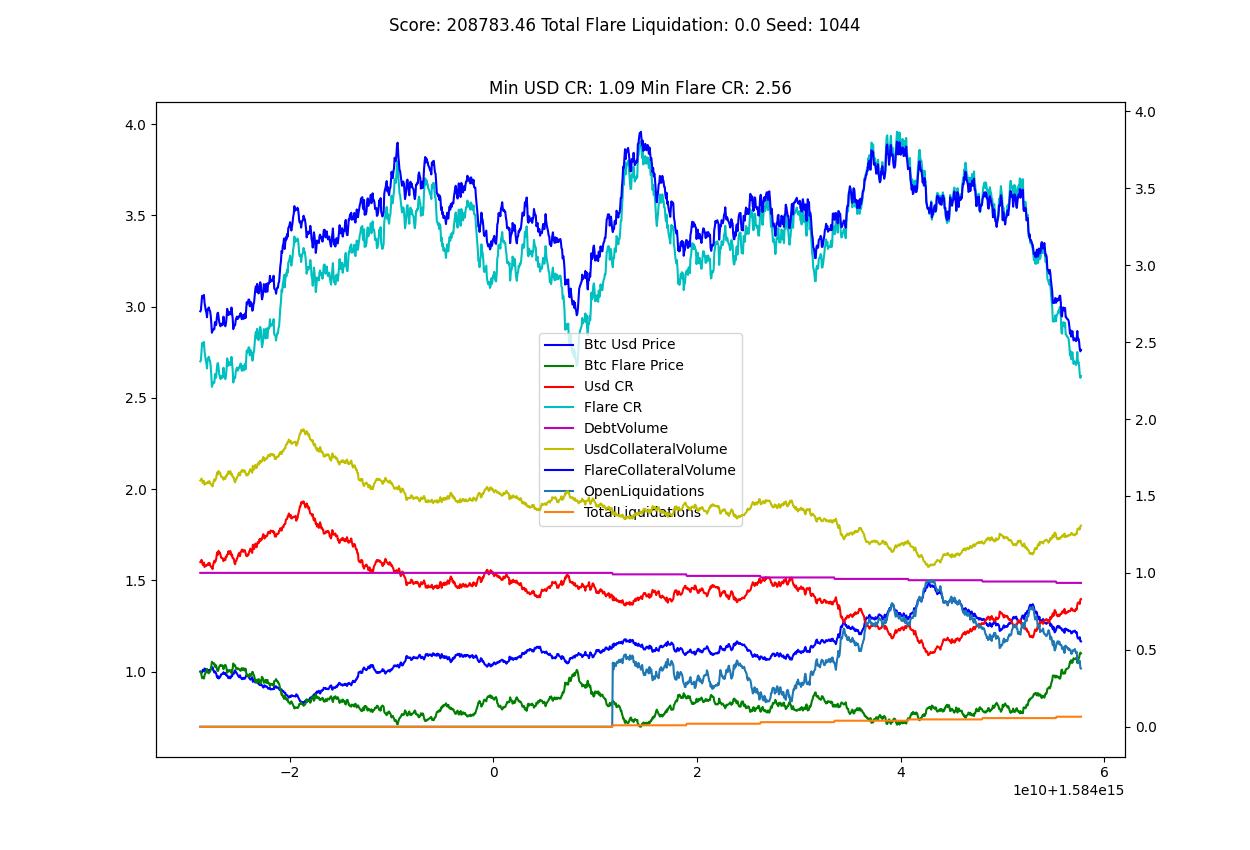 Score: 208783.46 Total Flare Liquidation: 0.0 Seed: 1044
Min USD CR: 1.09 Min Flare CR: 2.56
4.0
3.5
3.0
2.5
2.0
1.5
1.0
4.0
3.5
3.0
2.5
2.0
1.5
1.0
0.5
0.0
Btc Usd Price
Btc Flare Price
Usd CR
Flare CR
DebtVolume
UsdCollateralVolume
FlareCollateralVolume
OpenLiquidations
TotalLiquidations
−2 0 2 4 6
1e10+1.584e15